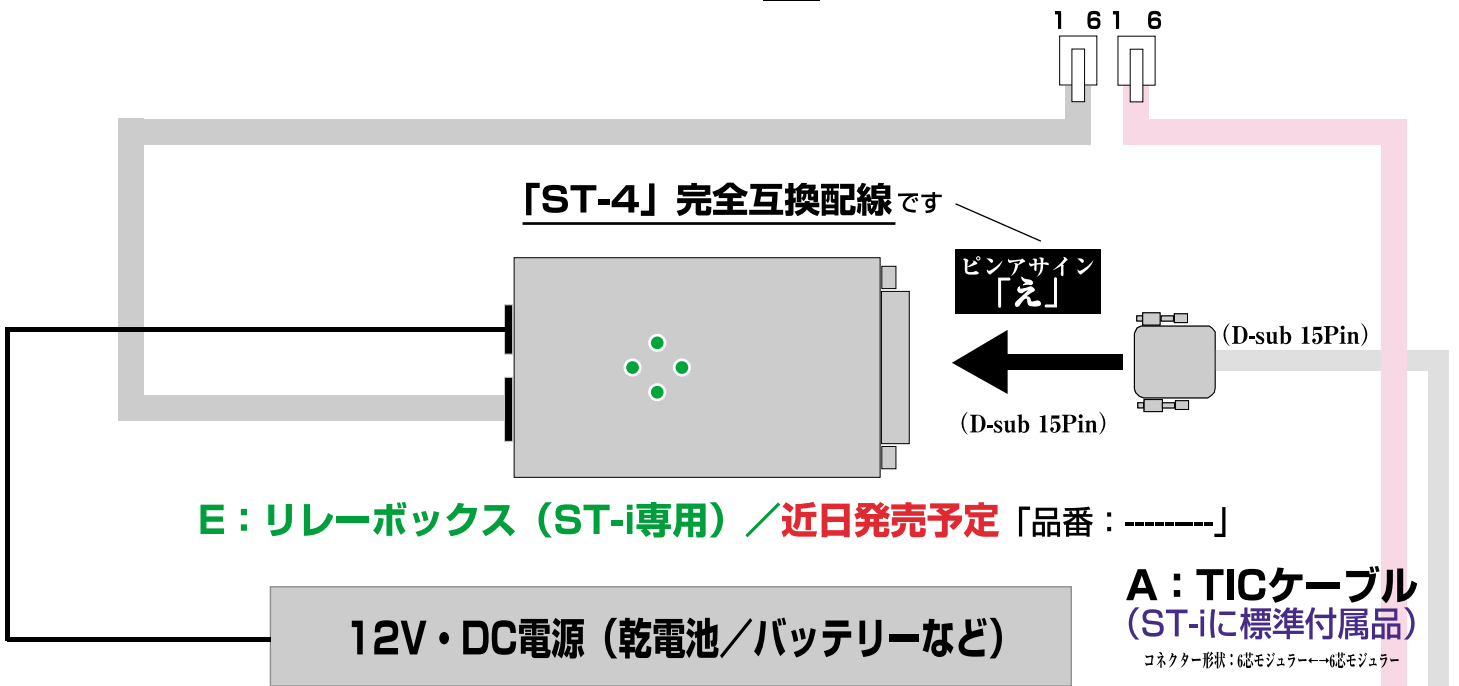 1 6 1 6
「ST-4」完全互換配線です
ピンアサイン
「え」
(D-sub 15Pin)
(D-sub 15Pin)
E：リレーボックス（ST-i専用）／近日発売予定「品番：---------」
A：TICケーブル
（ST-iに標準付属品）
コネクター形状：6芯モジュラー←→6芯モジュラー
12V・DC電源（乾電池／バッテリーなど）